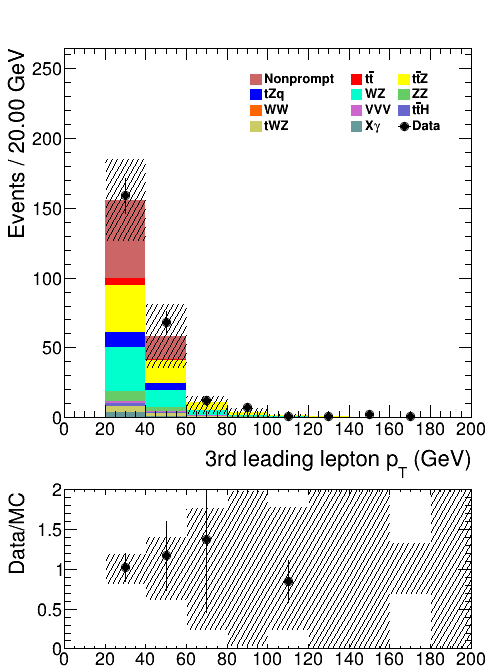 Events / 20.00 GeV
250
200
150
100
50
0
Nonprompt tt̄ tt̄Z
tZq WZ ZZ
WW VVV tt̄H
tWZ Xγ Data
0 20 40 60 80 100 120 140 160 180 200
3rd leading lepton p_T (GeV)
Data/MC
2
1.5
1
0.5
0
0 20 40 60 80 100 120 140 160 180 200